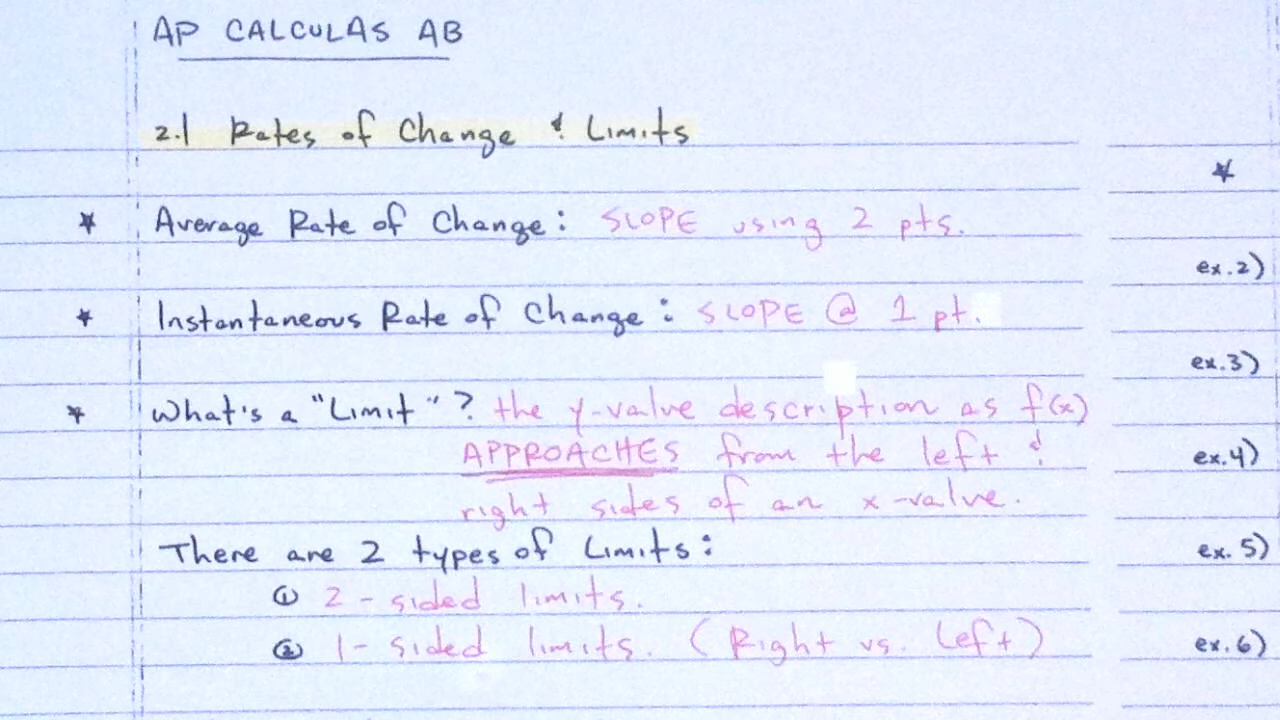 AP CALCULAS AB
2.1 Rates of Change & Limits
* Average Rate of Change: SLOPE using 2 pts.
* Instantaneous Rate of Change: SLOPE @ 1 pt.
* What's a "Limit"? the y-value description as f(x)
APPROACHES from the left &
right sides of an x-value.
There are 2 types of Limits:
① 2-sided limits.
② 1-sided limits. (Right vs. Left)
*
ex.2)
ex.3)
ex.4)
ex.5)
ex.6)